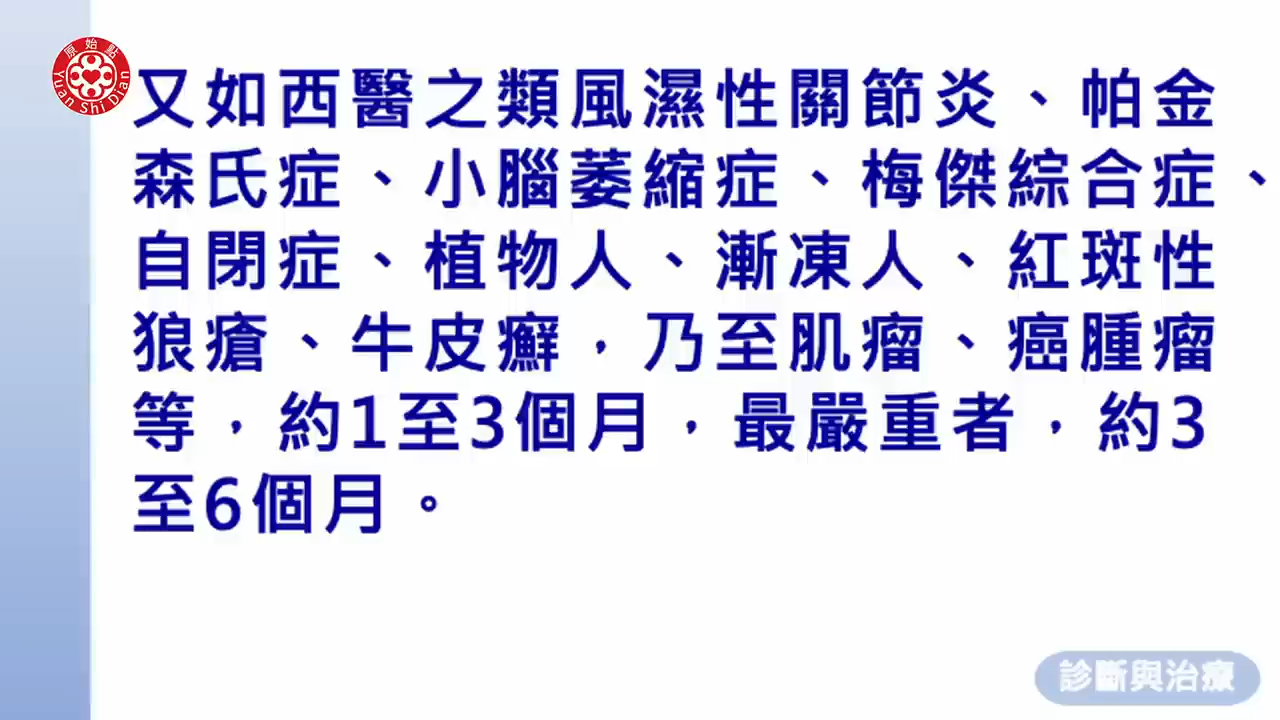 原始點
Yuan Shi Dian
又如西醫之類風濕性關節炎、帕金
森氏症、小腦萎縮症、梅傑綜合症、
自閉症、植物人、漸凍人、紅斑性
狼瘡、牛皮癬，乃至肌瘤、癌腫瘤
等，約1至3個月，最嚴重者，約3
至6個月。
診斷與治療